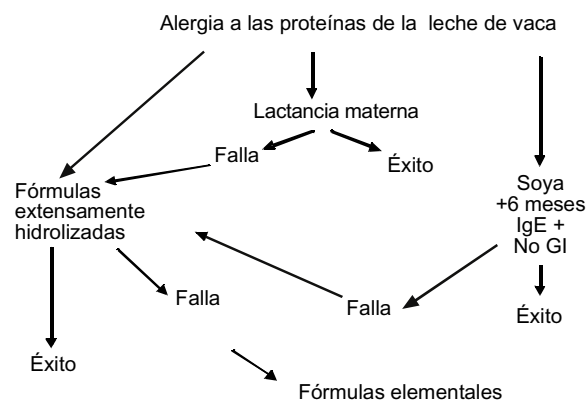 Alergia a las proteínas de la leche de vaca
Lactancia materna
Falla
Éxito
Fórmulas
extensamente
hidrolizadas
Soya
+6 meses
IgE +
No GI
Falla
Falla
Éxito
Éxito
Fórmulas elementales